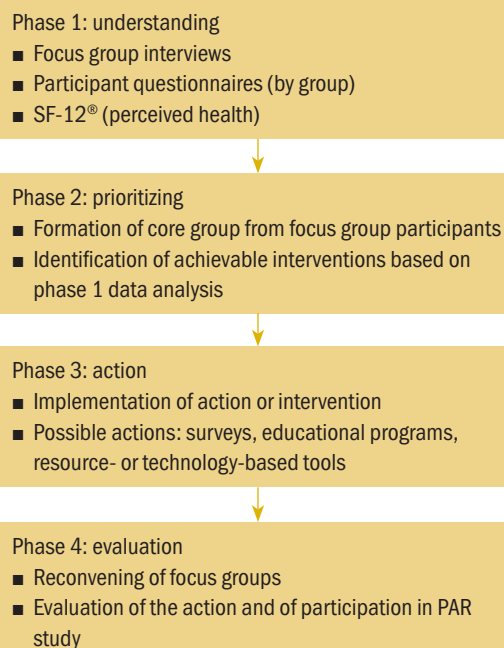 Phase 1: understanding
■ Focus group interviews
■ Participant questionnaires (by group)
■ SF-12® (perceived health)
Phase 2: prioritizing
■ Formation of core group from focus group participants
■ Identification of achievable interventions based on
phase 1 data analysis
Phase 3: action
■ Implementation of action or intervention
■ Possible actions: surveys, educational programs,
resource- or technology-based tools
Phase 4: evaluation
■ Reconvening of focus groups
■ Evaluation of the action and of participation in PAR
study